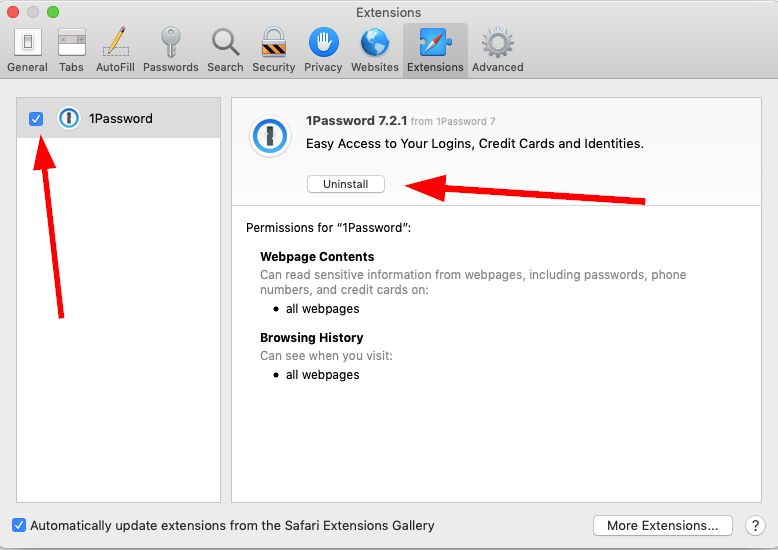 Extensions
General Tabs AutoFill Passwords Search Security Privacy Websites Extensions Advanced
1Password
1Password 7.2.1 from 1Password 7
Easy Access to Your Logins, Credit Cards and Identities.
Uninstall
Permissions for “1Password”:
Webpage Contents
Can read sensitive information from webpages, including passwords, phone
numbers, and credit cards on:
• all webpages
Browsing History
Can see when you visit:
• all webpages
Automatically update extensions from the Safari Extensions Gallery
More Extensions... ?